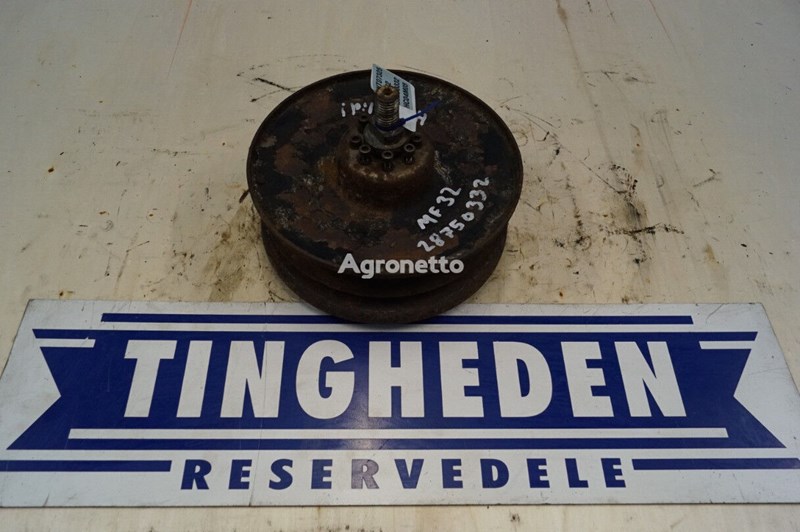 MF32
28750332
Agronetto
TINGHEDEN
RESERVEDELE